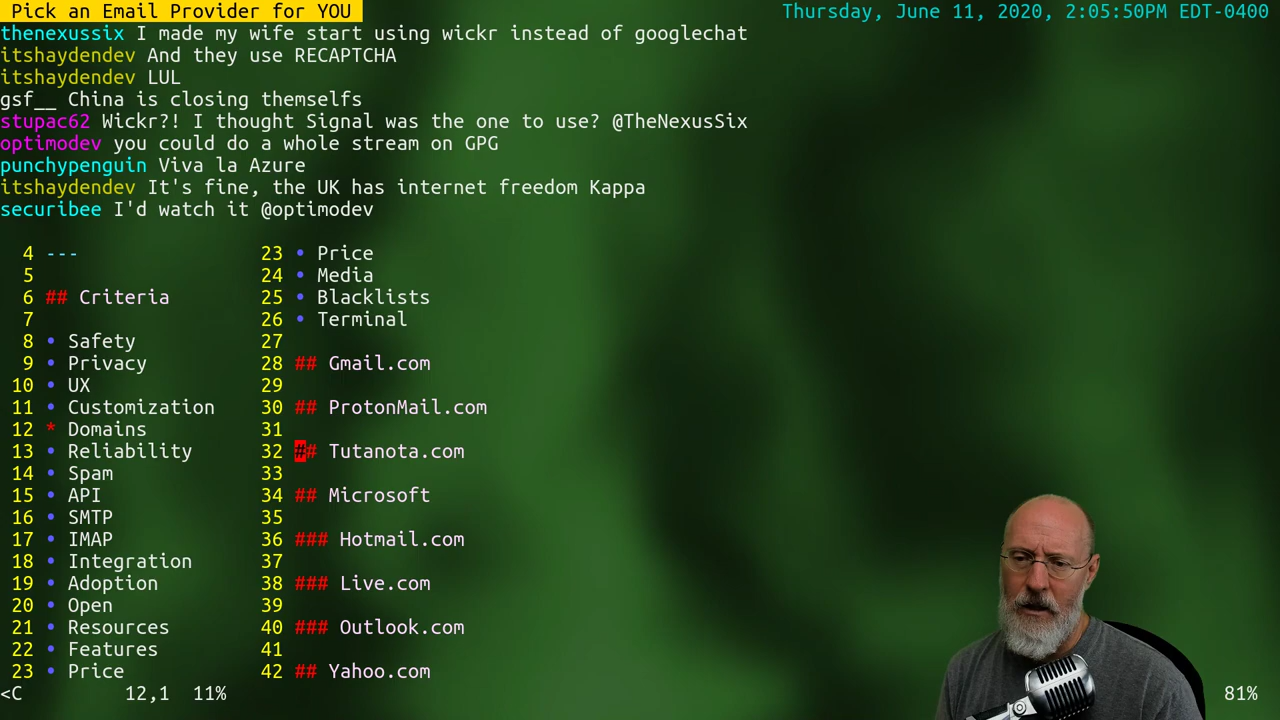 Pick an Email Provider for YOU
Thursday, June 11, 2020, 2:05:50PM EDT-0400
thenexussix I made my wife start using wickr instead of googlechat
itshaydendev And they use RECAPTCHA
itshaydendev LUL
gsf__ China is closing themselfs
stupac62 Wickr?! I thought Signal was the one to use? @TheNexusSix
optimodev you could do a whole stream on GPG
punchypenguin Viva la Azure
itshaydendev It's fine, the UK has internet freedom Kappa
securibee I'd watch it @optimodev
4 ---
5
6 ## Criteria
7
8 • Safety
9 • Privacy
10 • UX
11 • Customization
12 * Domains
13 • Reliability
14 • Spam
15 • API
16 • SMTP
17 • IMAP
18 • Integration
19 • Adoption
20 • Open
21 • Resources
22 • Features
23 • Price
23 • Price
24 • Media
25 • Blacklists
26 • Terminal
27
28 ## Gmail.com
29
30 ## ProtonMail.com
31
32 ## Tutanota.com
33
34 ## Microsoft
35
36 ### Hotmail.com
37
38 ### Live.com
39
40 ### Outlook.com
41
42 ## Yahoo.com
<C 12,1 11%
81%